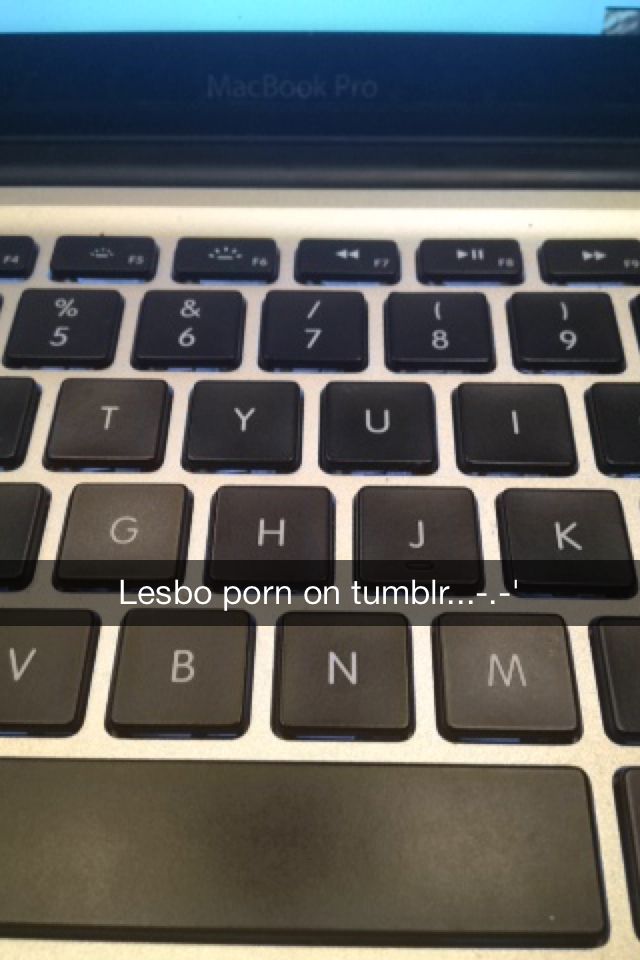 MacBook Pro
F4 F5 F6 F7 F8 F9
% & / ( )
5 6 7 8 9
T Y U I
G H J K
Lesbo porn on tumblr...-.-'
V B N M